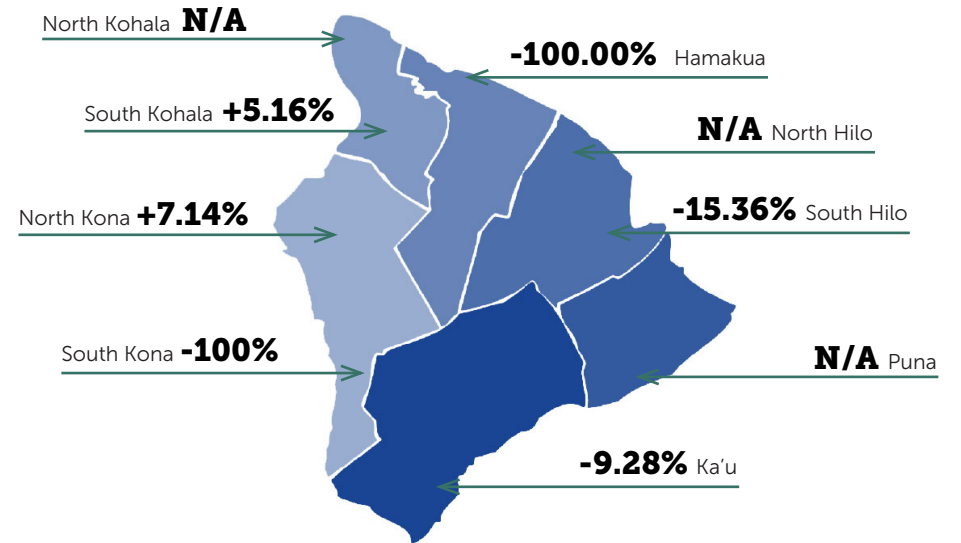 North Kohala N/A
-100.00% Hamakua
South Kohala +5.16%
N/A North Hilo
North Kona +7.14%
-15.36% South Hilo
South Kona -100%
N/A Puna
-9.28% Ka'u